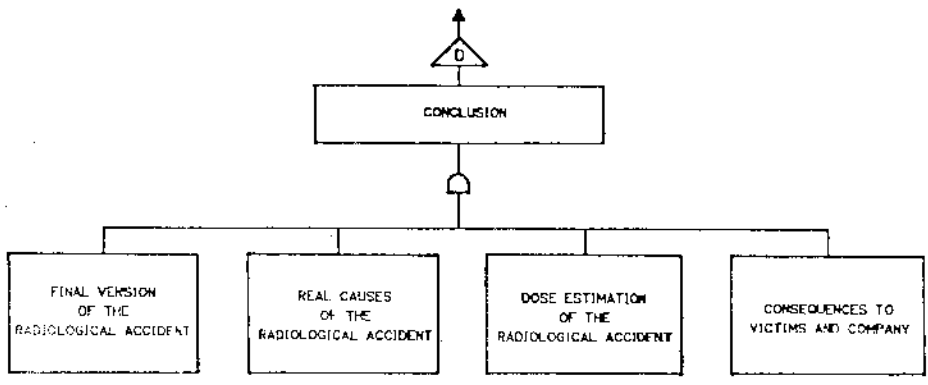 D
CONCLUSION
FINAL VERSION
OF THE
RADIOLOGICAL ACCIDENT
REAL CAUSES
OF THE
RADIOLOGICAL ACCIDENT
DOSE ESTIMATION
OF THE
RADIOLOGICAL ACCIDENT
CONSEQUENCES TO
VICTIMS AND COMPANY